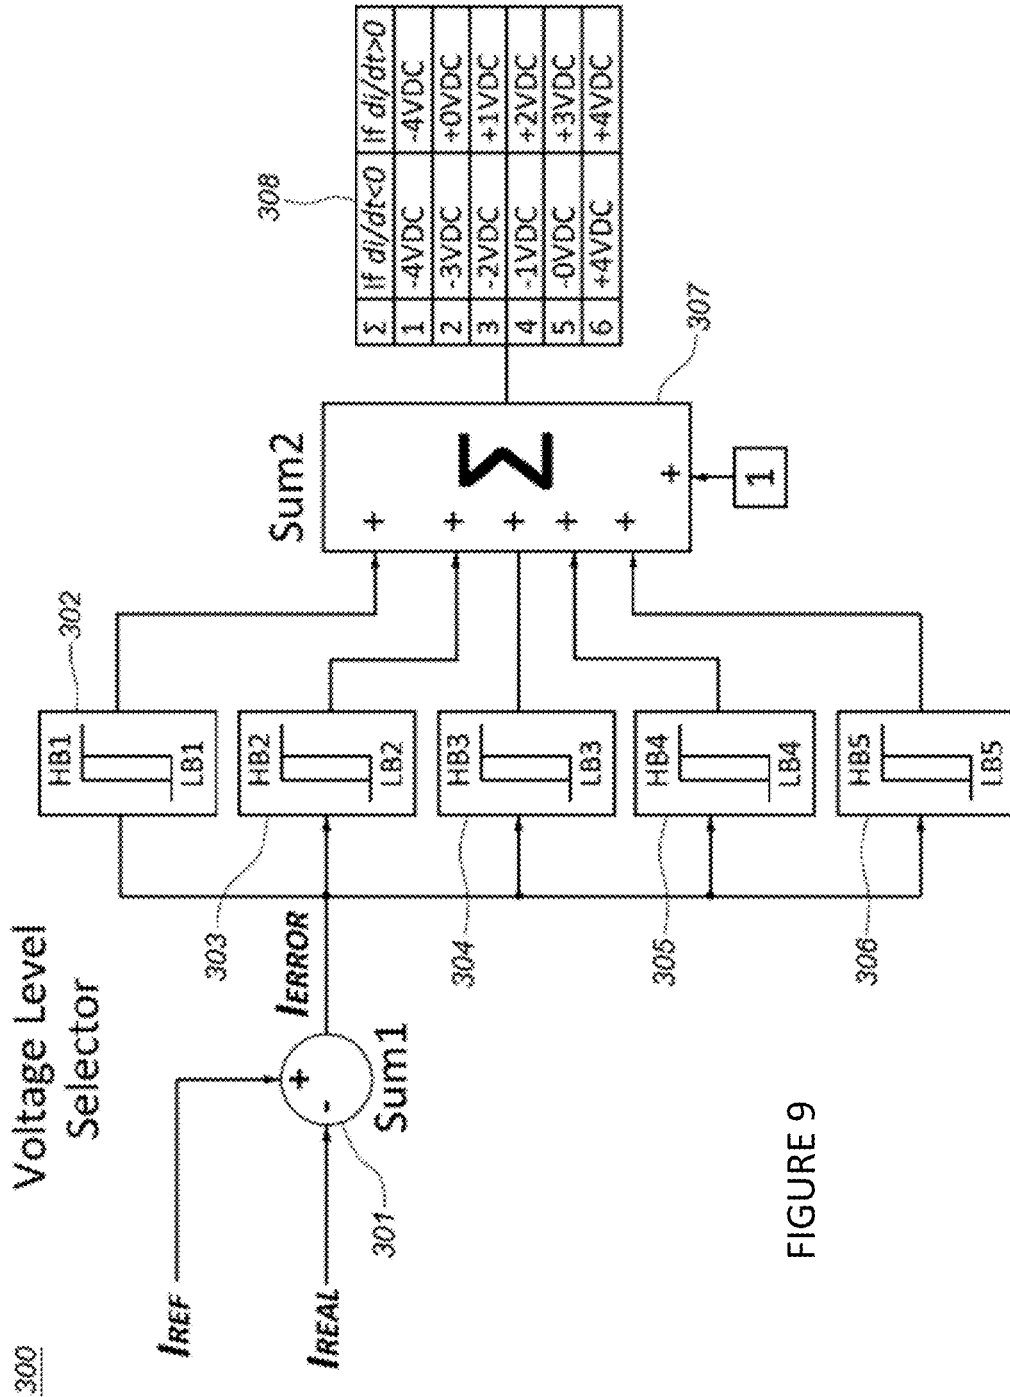 300
Voltage Level
Selector
IREF
IREAL
+
-
301
Sum1
IERROR
302
HB1
LB1
303
HB2
LB2
304
HB3
LB3
305
HB4
LB4
306
HB5
LB5
Sum2
+
+
+
+
+
+
Σ
1
307
308
Σ If di/dt<0 If di/dt>0
1 -4VDC -4VDC
2 -3VDC +0VDC
3 -2VDC +1VDC
4 -1VDC +2VDC
5 -0VDC +3VDC
6 +4VDC +4VDC
FIGURE 9